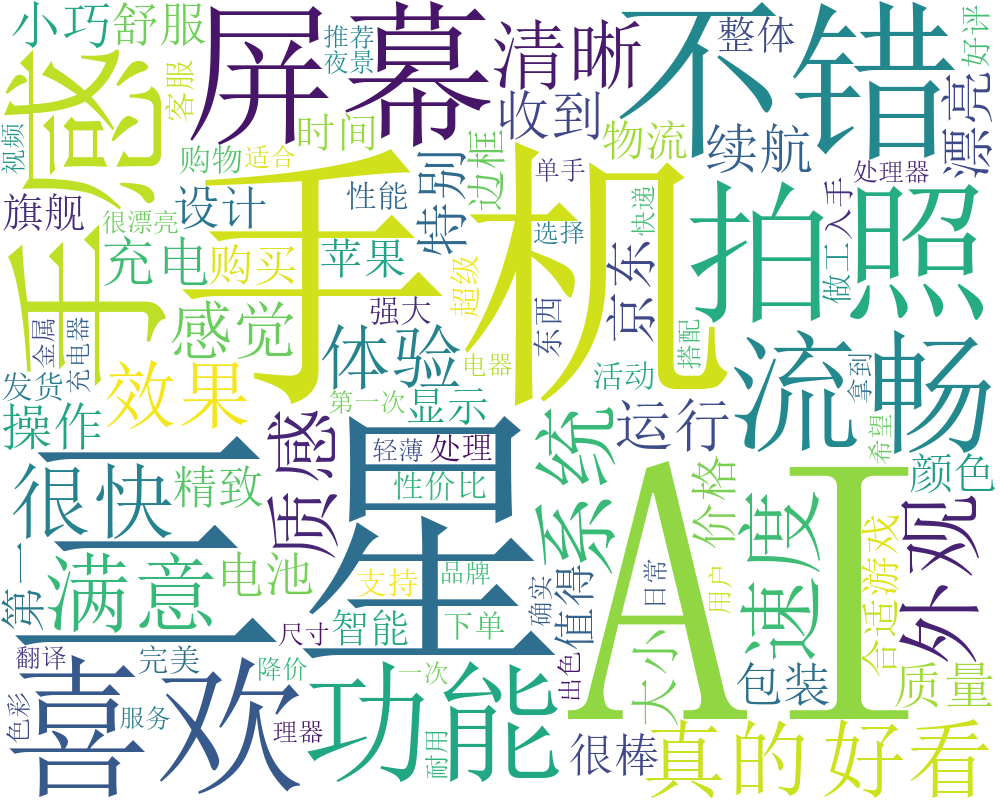 小巧
舒服
屏幕
推荐
夜景
清晰
不错
整体
好评
手感
客服
时间
收到
物流
续航
漂亮
视频
购物
适合
手机
性能
特别
边框
单手
拍照
处理器
旗舰
很漂亮
设计
选择
快递
入手
充电
购买
苹果
超级
京东
做工
金属
充电器
感觉
强大
东西
搭配
流畅
拿到
发货
效果
体验
电器
活动
第一次
显示
操作
质感
轻薄
处理
系统
运行
希望
很快
精致
三星
性价比
AI
价格
速度
颜色
外观
满意
电池
支持
品牌
确实
值得
日常
用户
合适
游戏
第一
尺寸
智能
下单
翻译
完美
降价
一次
出色
大小
包装
质量
喜欢
色彩
服务
理器
功能
耐用
很棒
真的
好看